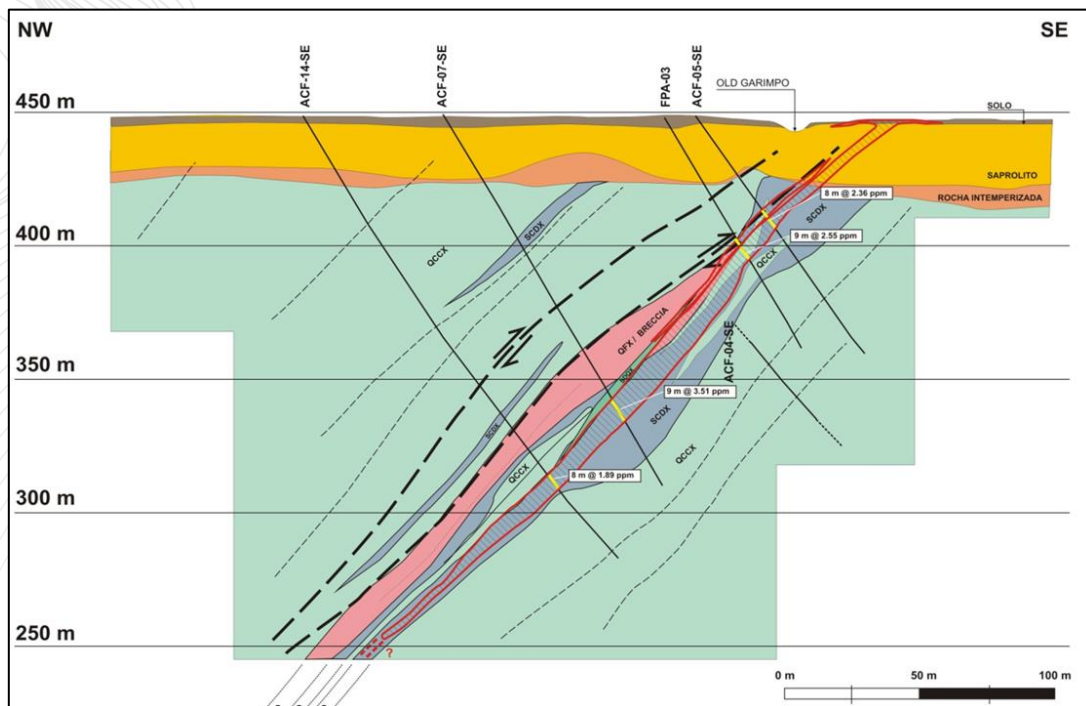 NW
SE
ACF-14-SE
ACF-07-SE
FPA-03
ACF-05-SE
OLD GARIMPO
450 m
SOLO
SAPROLITO
ROCHA INTEMPERIZADA
8 m @ 2.36 ppm
SCDX
SCDX
9 m @ 2.55 ppm
400 m
QCCX
QCCX
QFX / BRECCIA
ACF-04-SE
350 m
9 m @ 3.51 ppm
SCDX
SCDX
QCCX
QCCX
8 m @ 1.89 ppm
300 m
250 m
?
0 m
50 m
100 m